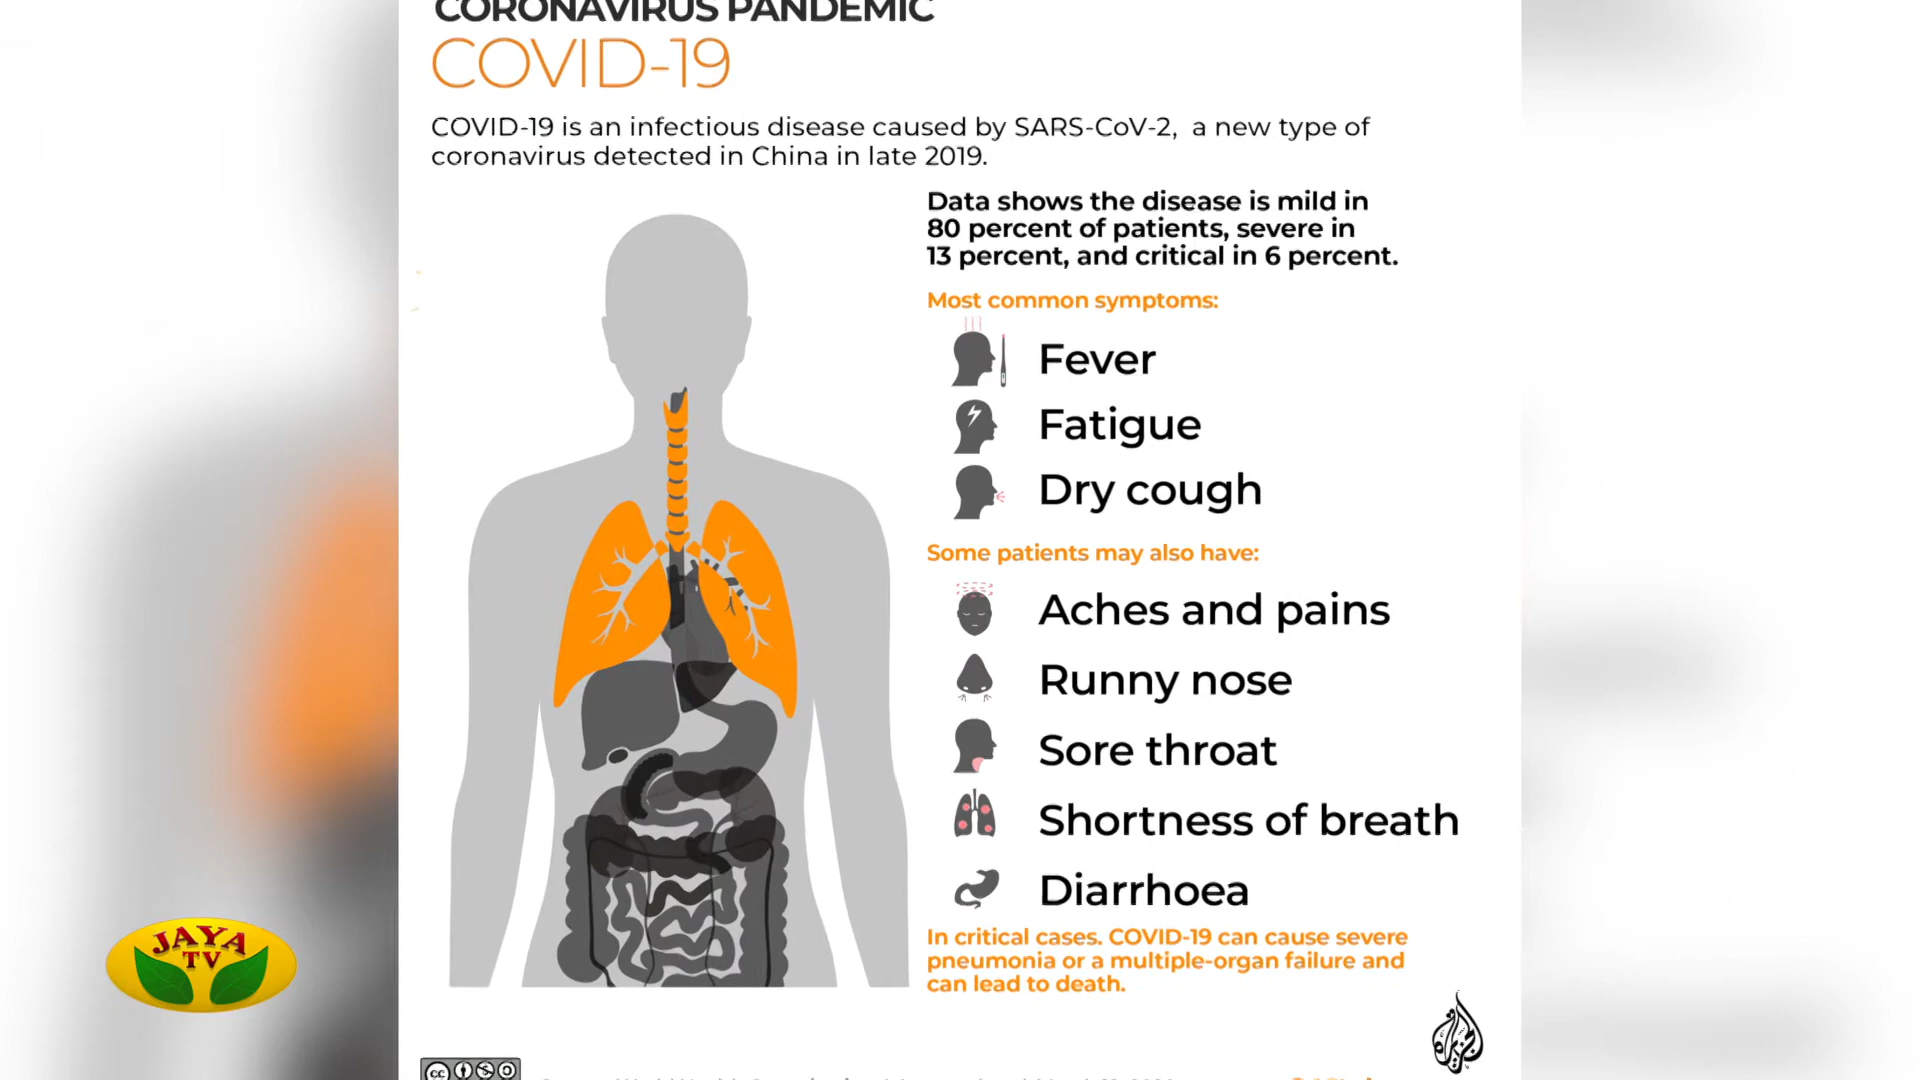 CORONAVIRUS PANDEMIC
COVID-19
COVID-19 is an infectious disease caused by SARS-CoV-2, a new type of
coronavirus detected in China in late 2019.
Data shows the disease is mild in
80 percent of patients, severe in
13 percent, and critical in 6 percent.
Most common symptoms:
Fever
Fatigue
Dry cough
Some patients may also have:
Aches and pains
Runny nose
Sore throat
Shortness of breath
Diarrhoea
In critical cases. COVID-19 can cause severe
pneumonia or a multiple-organ failure and
can lead to death.
JAYA
TV
cc